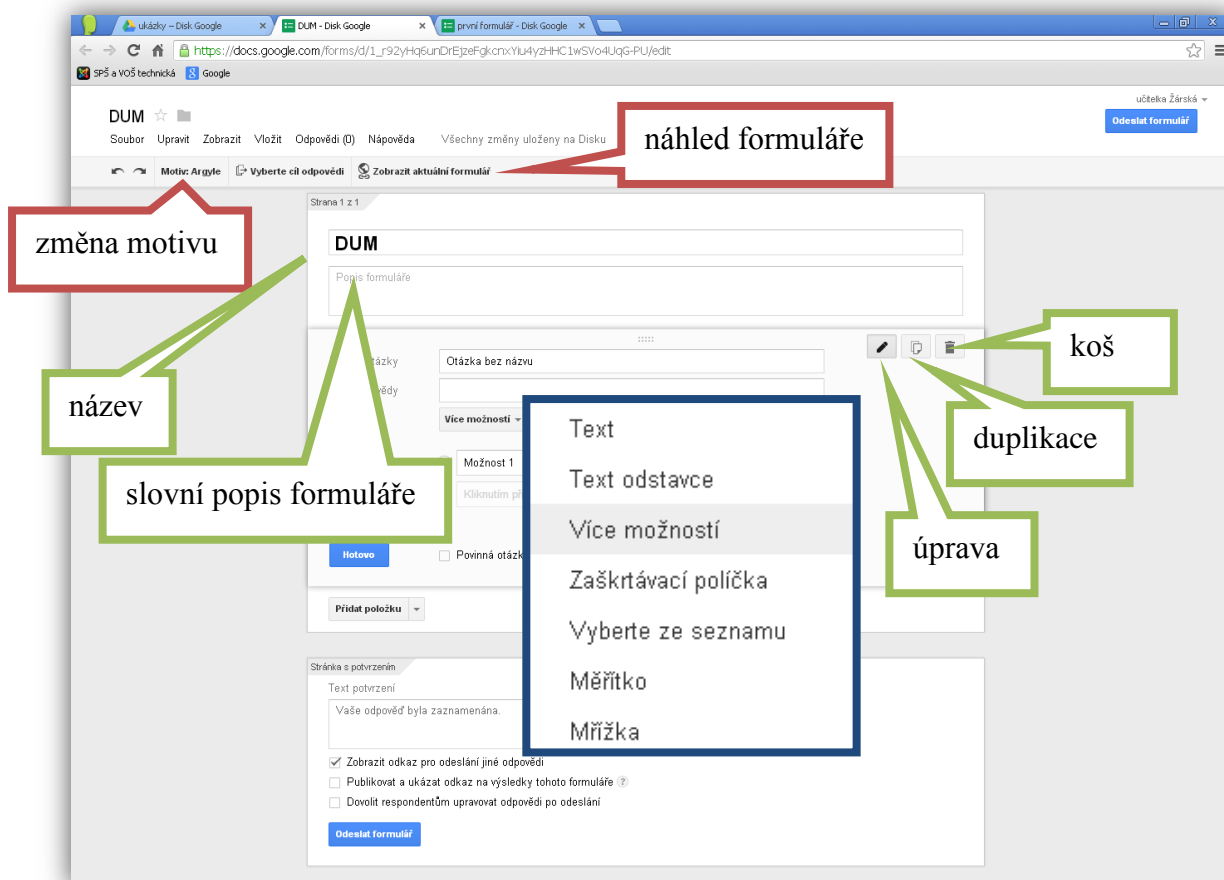 ukázky – Disk Google
DUM - Disk Google
první formulář - Disk Google
https://docs.google.com/forms/d/1_r92yHq6unDrEjzeFgkcnxYiu4yzHHC1wSVo4UqG-PU/edit
SPŠ a VOŠ technická
Google
učitelka Žárská
DUM
Odeslat formulář
Soubor Upravit Zobrazit Vložit Odpovědi (0) Nápověda Všechny změny uloženy na Disku
náhled formuláře
Motiv: Argyle Vyberte cíl odpovědi Zobrazit aktuální formulář
Strana 1 z 1
změna motivu
DUM
Popis formuláře
koš
Otázka bez názvu
název
Více možností
duplikace
Možnost 1
slovní popis formuláře
úprava
Hotovo
Povinná
Text
Text odstavce
Více možností
Zaškrtávací políčka
Vyberte ze seznamu
Měřítko
Mřížka
Přidat položku
Stránka s potvrzením
Text potvrzení
Vaše odpověď byla zaznamenána.
Zobrazit odkaz pro odeslání jiné odpovědi
Publikovat a ukázat odkaz na výsledky tohoto formuláře ?
Dovolit respondentům upravovat odpovědi po odeslání
Odeslat formulář